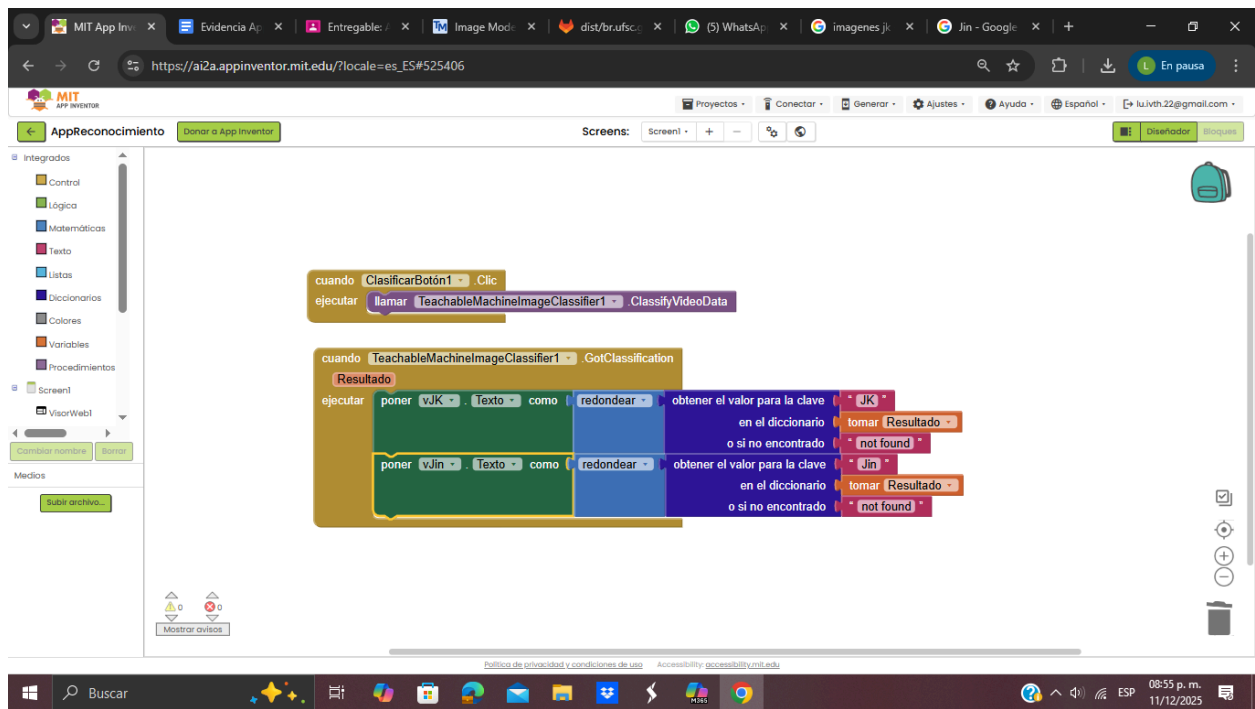 MIT App Inv
Evidencia Ap
Entregable: A
Image Mode
dist/br.ufsc.g
(5) WhatsAp
imagenes jk
Jin - Google
https://ai2a.appinventor.mit.edu/?locale=es_ES#525406
L
En pausa
MIT
APP INVENTOR
Proyectos
Conectar
Generar
Ajustes
Ayuda
Español
lu.ivth.22@gmail.com
AppReconocimiento
Donar a App Inventor
Screens:
Screen1
Diseñador
Bloques
Integrados
Control
Lógica
Matemáticas
Texto
Listas
Diccionarios
Colores
Variables
Procedimientos
Screen1
VisorWeb1
Cambiar nombre
Borrar
Medios
Subir archivo...
cuando ClasificarBotón1 .Clic
ejecutar llamar TeachableMachineImageClassifier1 .ClassifyVideoData
cuando TeachableMachineImageClassifier1 .GotClassification
Resultado
ejecutar poner vJK . Texto como redondear obtener el valor para la clave " JK "
en el diccionario tomar Resultado
o si no encontrado " not found "
poner vJin . Texto como redondear obtener el valor para la clave " Jin "
en el diccionario tomar Resultado
o si no encontrado " not found "
0
0
Mostrar avisos
Política de privacidad y condiciones de uso
Accessibility: accessibility.mit.edu
Buscar
M365
ESP
08:55 p. m.
11/12/2025